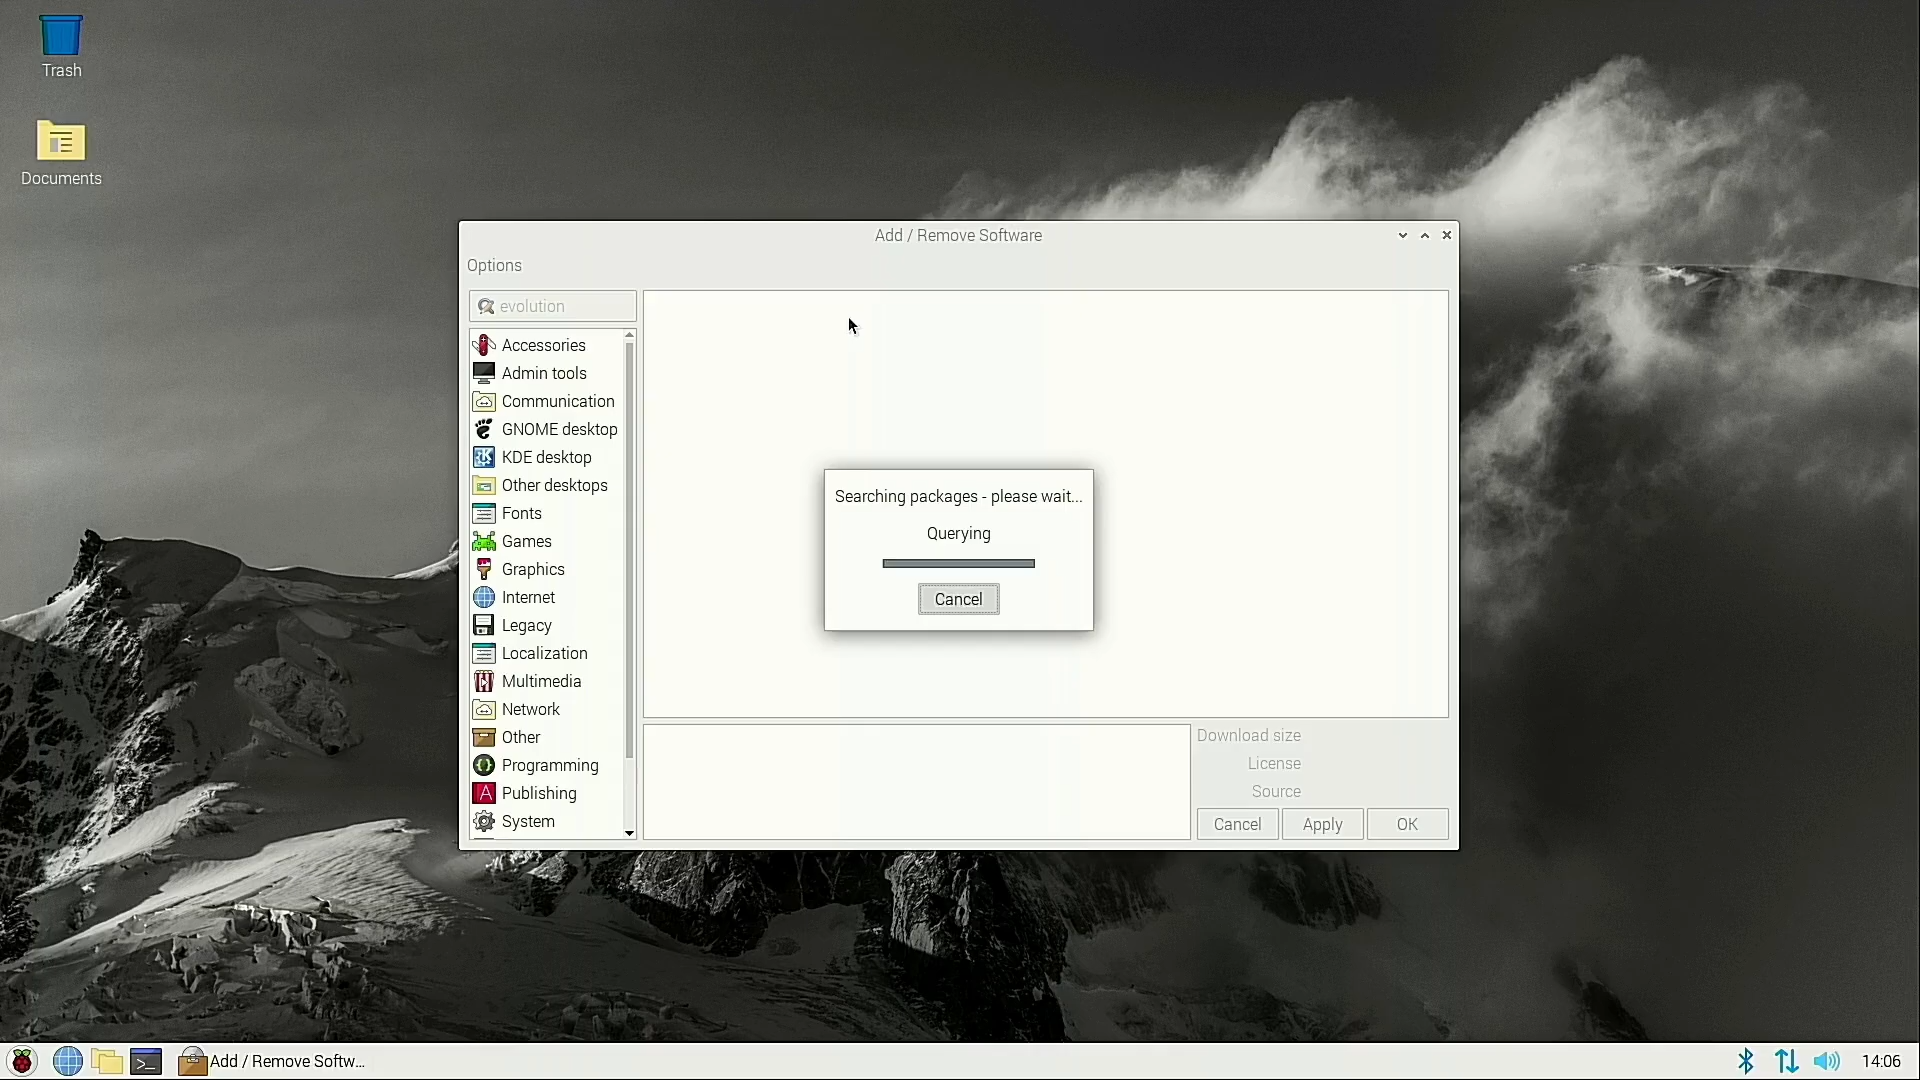 Trash
Documents
Add / Remove Software
Options
evolution
Accessories
Admin tools
Communication
GNOME desktop
KDE desktop
Other desktops
Fonts
Games
Graphics
Internet
Legacy
Localization
Multimedia
Network
Other
Programming
Publishing
System
Searching packages - please wait...
Querying
Cancel
Download size
License
Source
Cancel
Apply
OK
Add / Remove Softw...
14:06